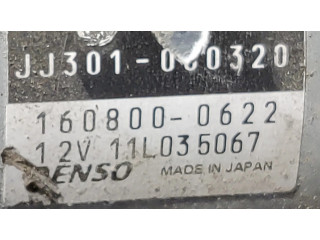 JJ301-000320
160800-0622
12V 11L035067
DENSO MADE IN JAPAN